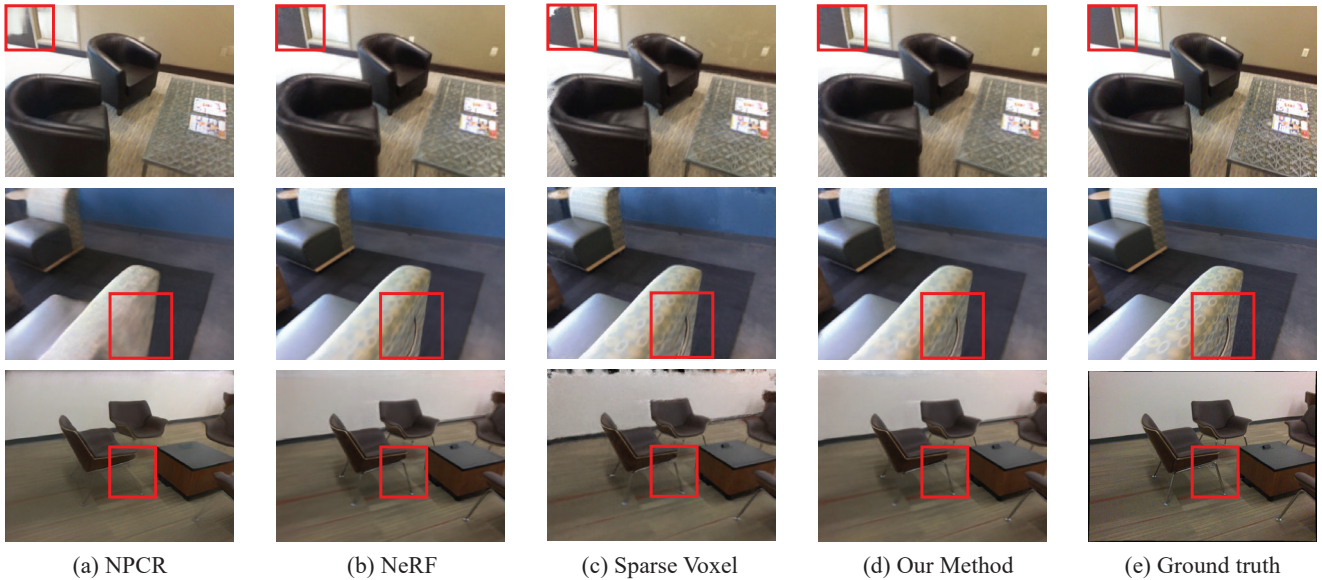 (a) NPCR
(b) NeRF
(c) Sparse Voxel
(d) Our Method
(e) Ground truth